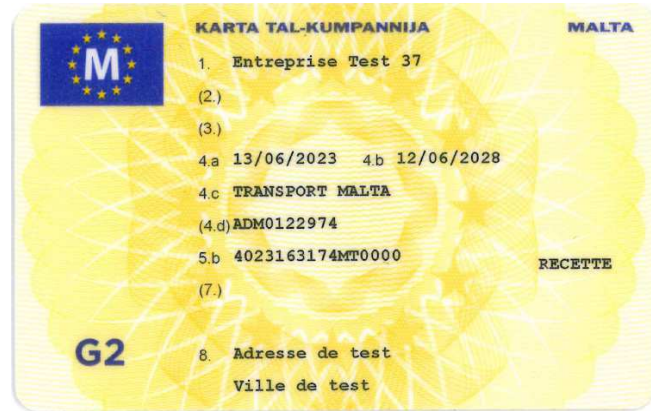 KARTA TAL-KUMPANNIJA MALTA
M
1. Entreprise Test 37
(2.)
(3.)
4.a 13/06/2023 4.b 12/06/2028
4.c TRANSPORT MALTA
(4.d) ADM0122974
5.b 4023163174MT0000
RECETTE
(7.)
G2
8. Adresse de test
Ville de test